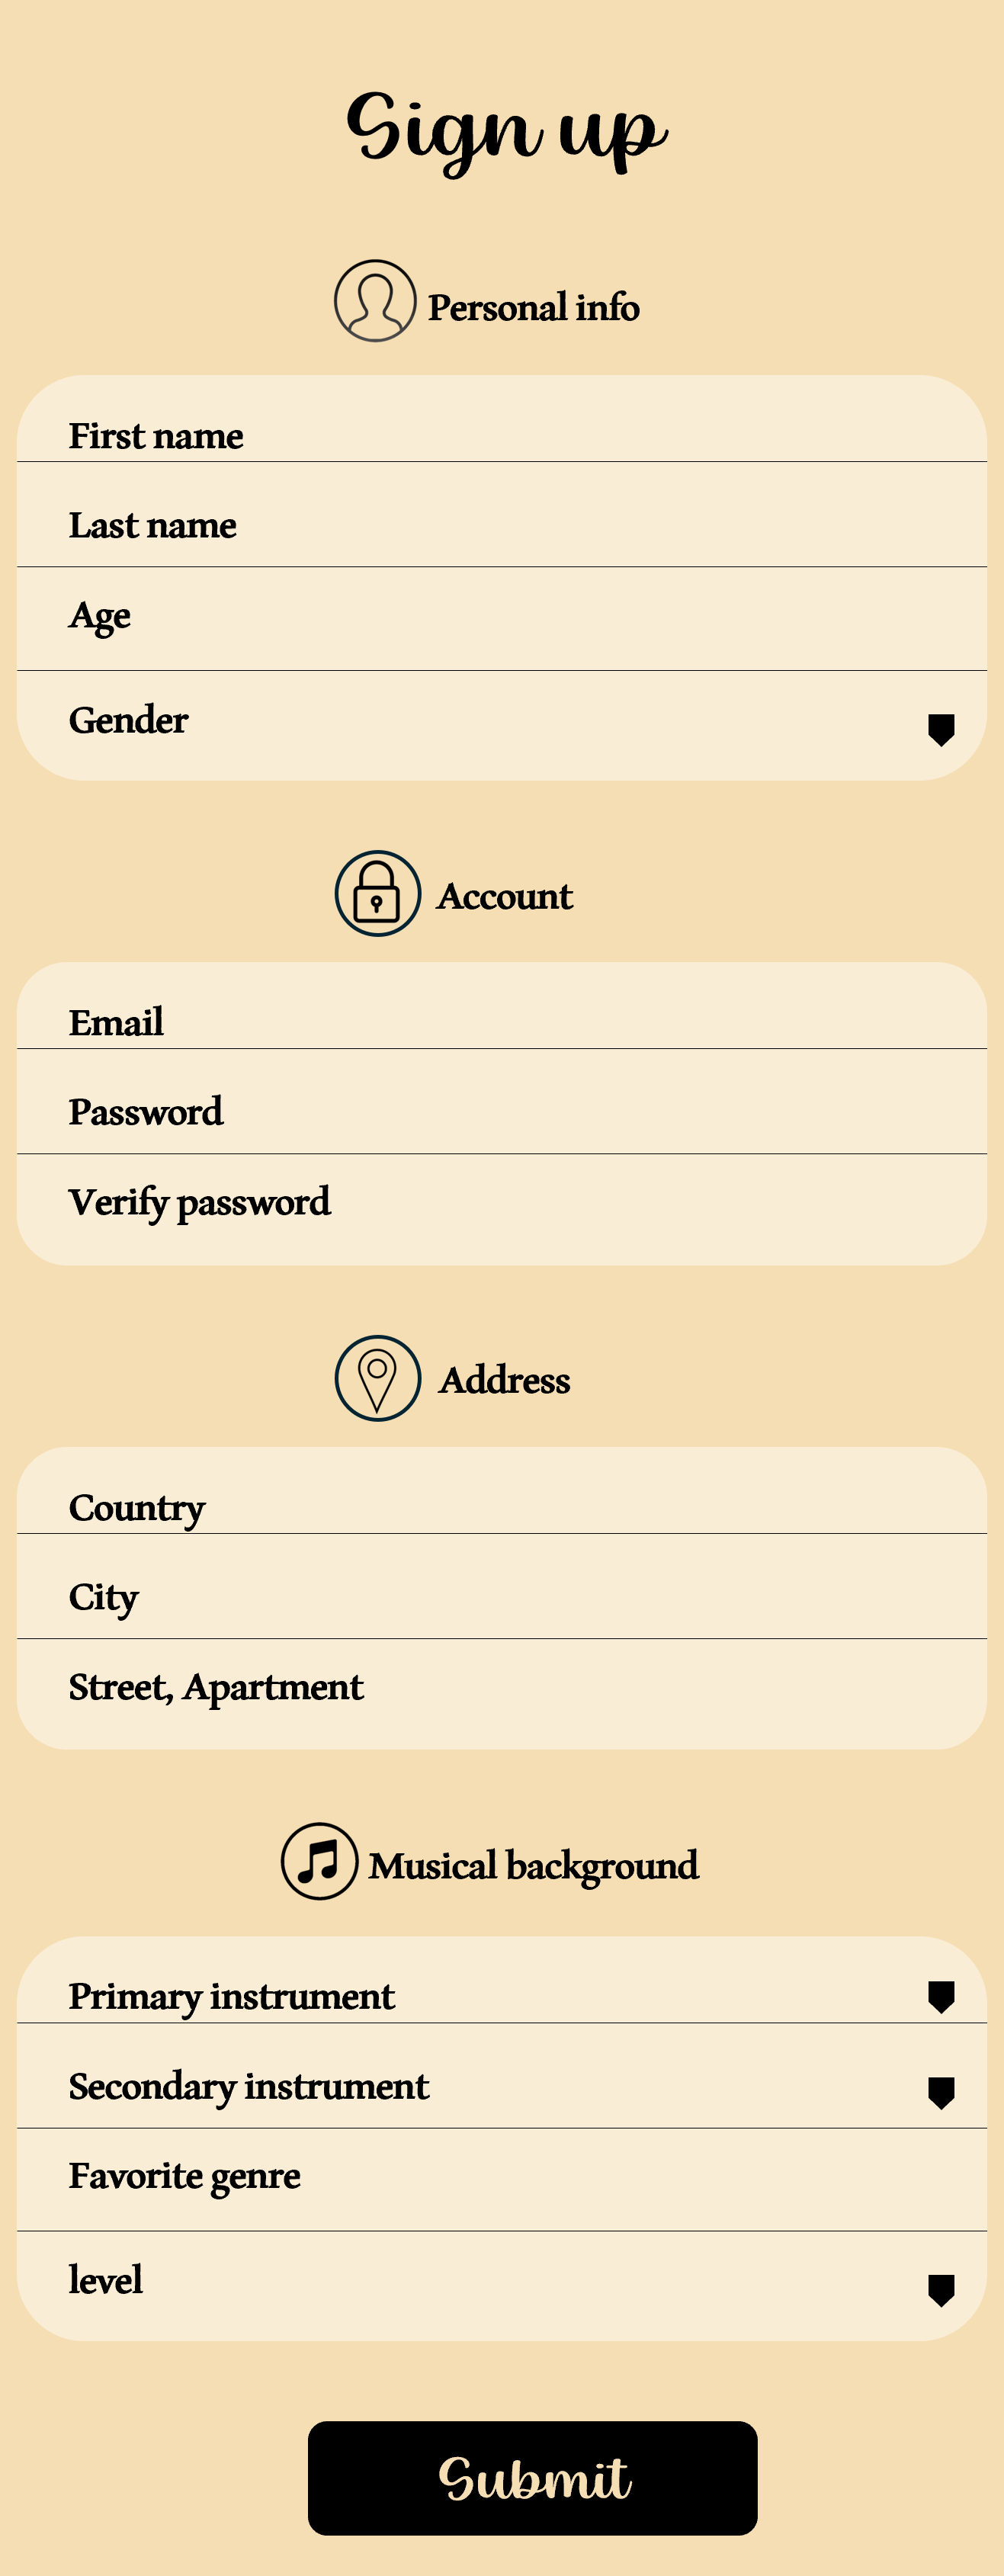 Sign up
Personal info
First name
Last name
Age
Gender
Account
Email
Password
Verify password
Address
Country
City
Street, Apartment
Musical background
Primary instrument
Secondary instrument
Favorite genre
level
Submit